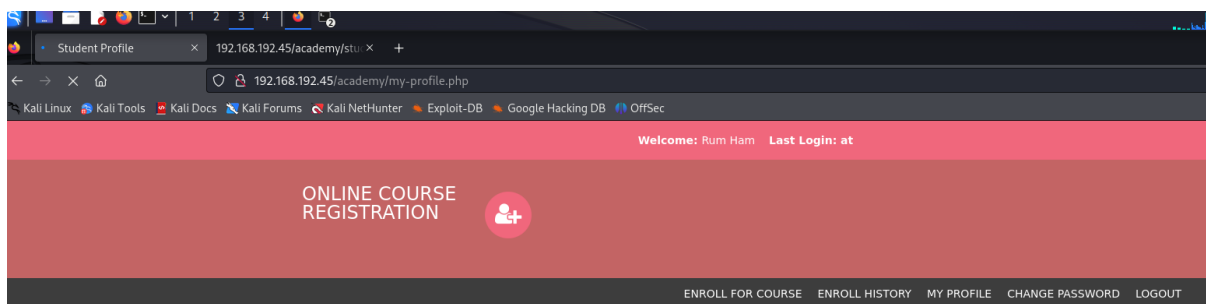 1 2 3 4
Student Profile × 192.168.192.45/academy/stu × +
192.168.192.45/academy/my-profile.php
Kali Linux Kali Tools Kali Docs Kali Forums Kali NetHunter Exploit-DB Google Hacking DB OffSec
Welcome: Rum Ham Last Login: at
ONLINE COURSE
REGISTRATION
ENROLL FOR COURSE ENROLL HISTORY MY PROFILE CHANGE PASSWORD LOGOUT